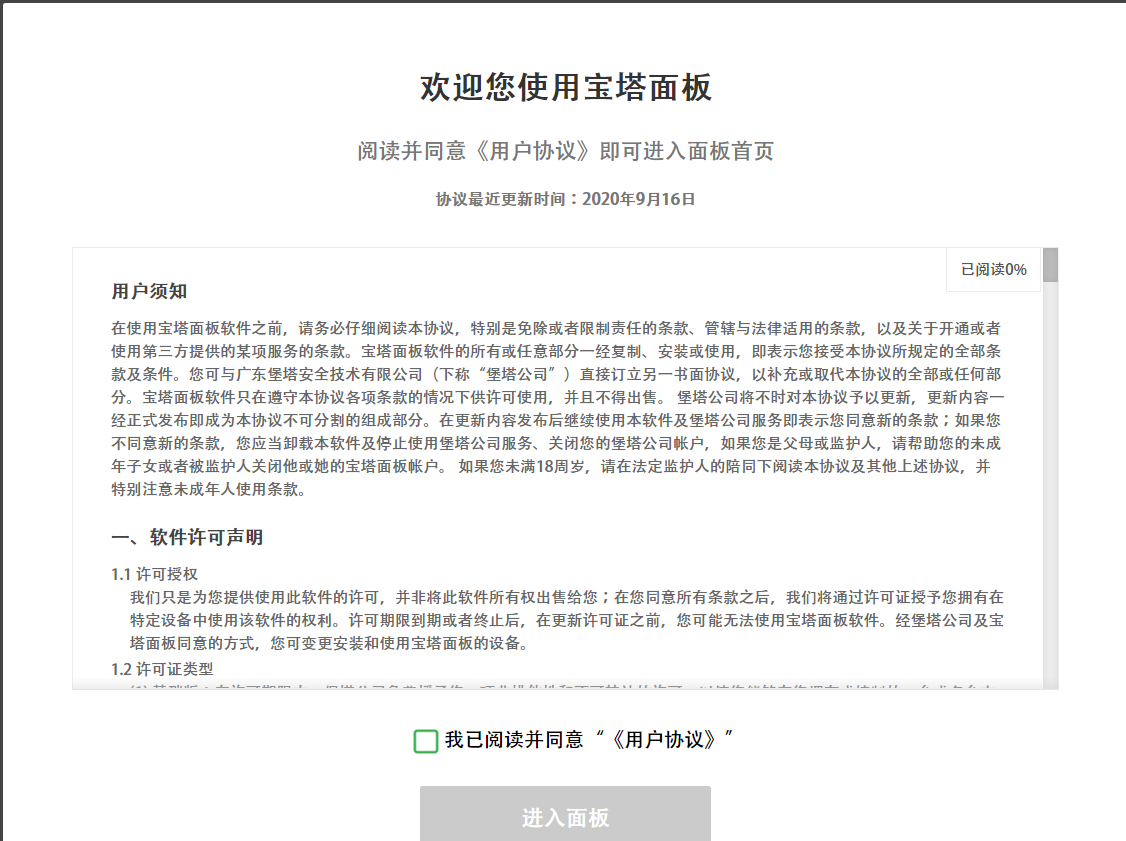 欢迎您使用宝塔面板
阅读并同意《用户协议》即可进入面板首页
协议最近更新时间：2020年9月16日
已阅读0%
用户须知
在使用宝塔面板软件之前，请务必仔细阅读本协议，特别是免除或者限制责任的条款、管辖与法律适用的条款，以及关于开通或者
使用第三方提供的某项服务的条款。宝塔面板软件的所有或任意部分一经复制、安装或使用，即表示您接受本协议所规定的全部条
款及条件。您可与广东堡塔安全技术有限公司（下称“堡塔公司”）直接订立另一书面协议，以补充或取代本协议的全部或任何部
分。宝塔面板软件只在遵守本协议各项条款的情况下供许可使用，并且不得出售。 堡塔公司将不时对本协议予以更新，更新内容一
经正式发布即成为本协议不可分割的组成部分。在更新内容发布后继续使用本软件及堡塔公司服务即表示您同意新的条款；如果您
不同意新的条款，您应当卸载本软件及停止使用堡塔公司服务、关闭您的堡塔公司帐户，如果您是父母或监护人，请帮助您的未成
年子女或者被监护人关闭他或她的宝塔面板帐户。 如果您未满18周岁，请在法定监护人的陪同下阅读本协议及其他上述协议，并
特别注意未成年人使用条款。
一、软件许可声明
1.1 许可授权
我们只是为您提供使用此软件的许可，并非将此软件所有权出售给您；在您同意所有条款之后，我们将通过许可证授予您拥有在
特定设备中使用该软件的权利。许可期限到期或者终止后，在更新许可证之前，您可能无法使用宝塔面板软件。经堡塔公司及宝
塔面板同意的方式，您可变更安装和使用宝塔面板的设备。
1.2 许可证类型
我已阅读并同意“《用户协议》”
进入面板